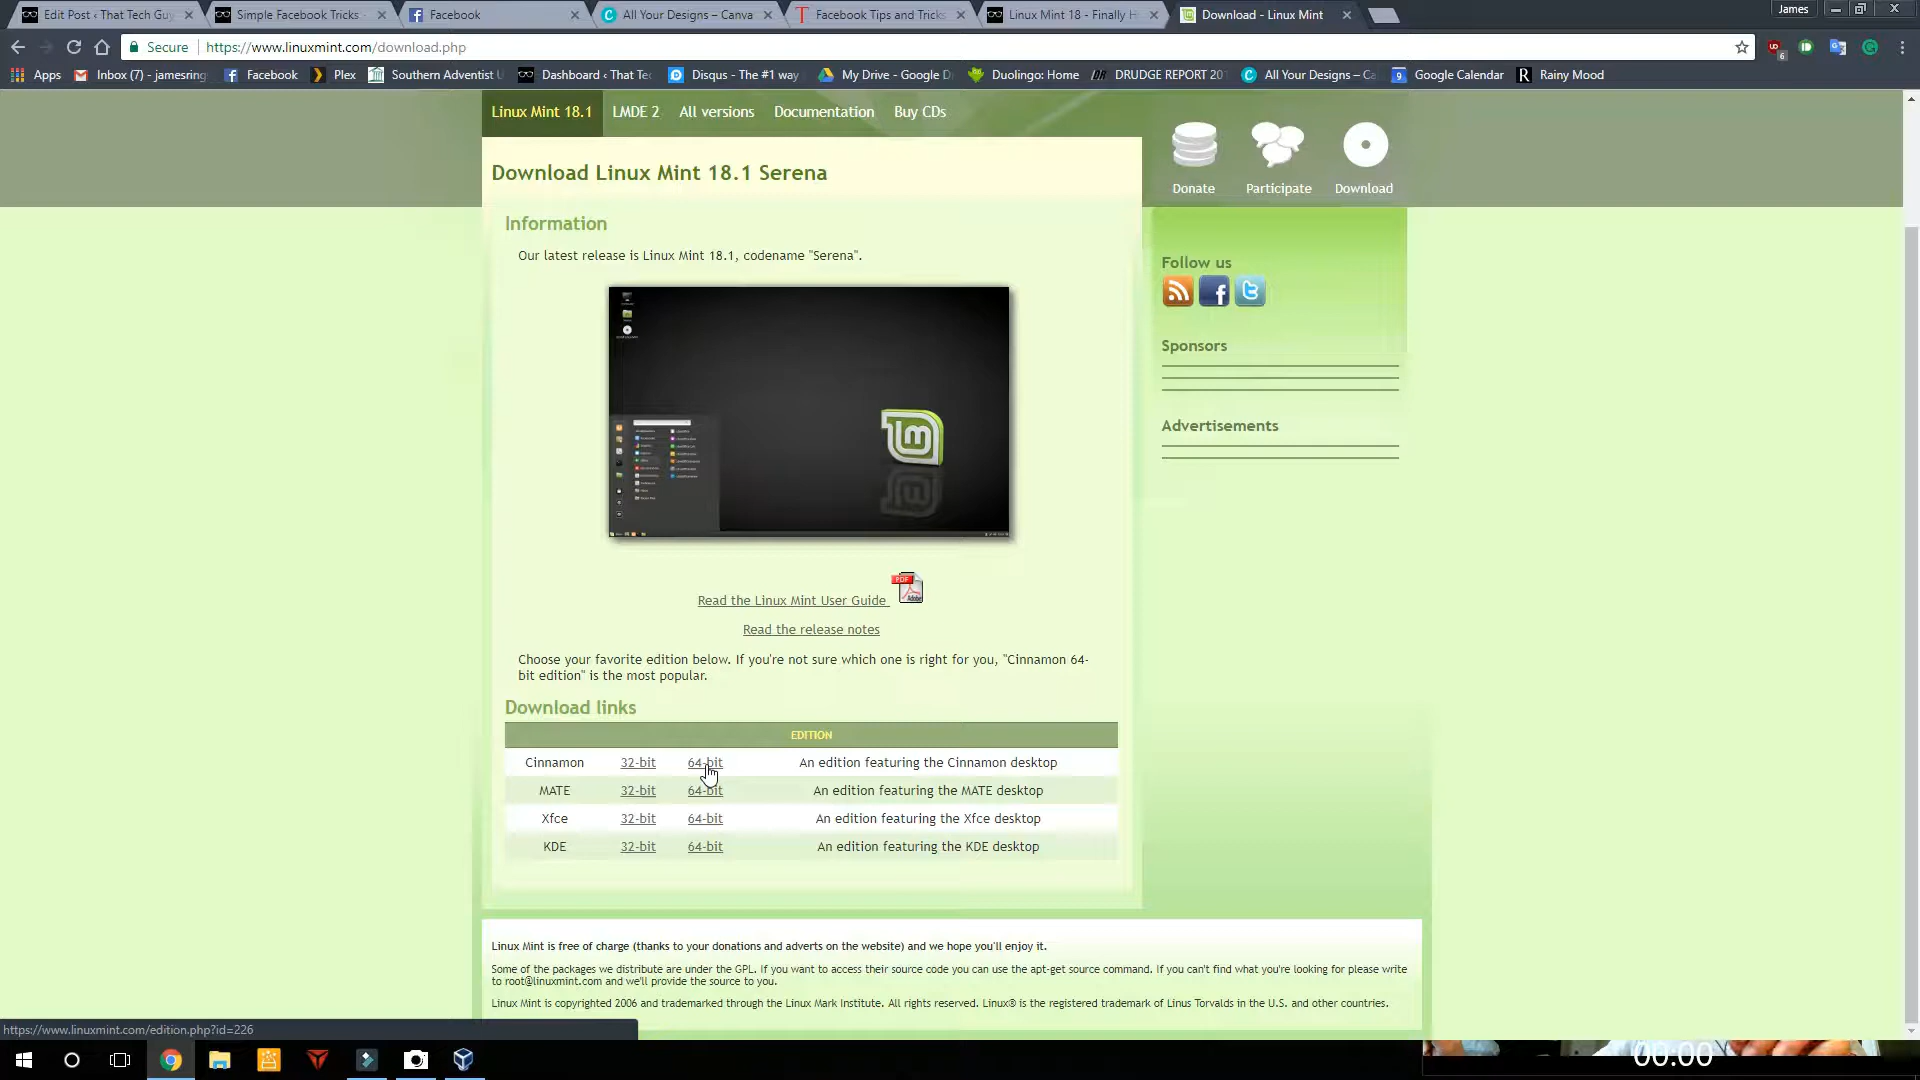 Edit Post ‹ That Tech Guy
Simple Facebook Tricks -
Facebook
All Your Designs – Canva
Facebook Tips and Tricks
Linux Mint 18 - Finally H
Download - Linux Mint
James
Secure
https://www.linuxmint.com/download.php
Apps
Inbox (7) - jamesring
Facebook
Plex
Southern Adventist U
Dashboard ‹ That Te
Disqus - The #1 way
My Drive - Google D
Duolingo: Home
DRUDGE REPORT 201
All Your Designs – Ca
Google Calendar
Rainy Mood
Linux Mint 18.1
LMDE 2
All versions
Documentation
Buy CDs
Donate
Participate
Download
Download Linux Mint 18.1 Serena
Information
Our latest release is Linux Mint 18.1, codename "Serena".
Follow us
Sponsors
Advertisements
PDF
Adobe
Read the Linux Mint User Guide
Read the release notes
Choose your favorite edition below. If you're not sure which one is right for you, "Cinnamon 64-
bit edition" is the most popular.
Download links
EDITION
Cinnamon 32-bit 64-bit An edition featuring the Cinnamon desktop
MATE 32-bit 64-bit An edition featuring the MATE desktop
Xfce 32-bit 64-bit An edition featuring the Xfce desktop
KDE 32-bit 64-bit An edition featuring the KDE desktop
Linux Mint is free of charge (thanks to your donations and adverts on the website) and we hope you'll enjoy it.
Some of the packages we distribute are under the GPL. If you want to access their source code you can use the apt-get source command. If you can't find what you're looking for please write
to root@linuxmint.com and we'll provide the source to you.
Linux Mint is copyrighted 2006 and trademarked through the Linux Mark Institute. All rights reserved. Linux® is the registered trademark of Linus Torvalds in the U.S. and other countries.
https://www.linuxmint.com/edition.php?id=226
00:00